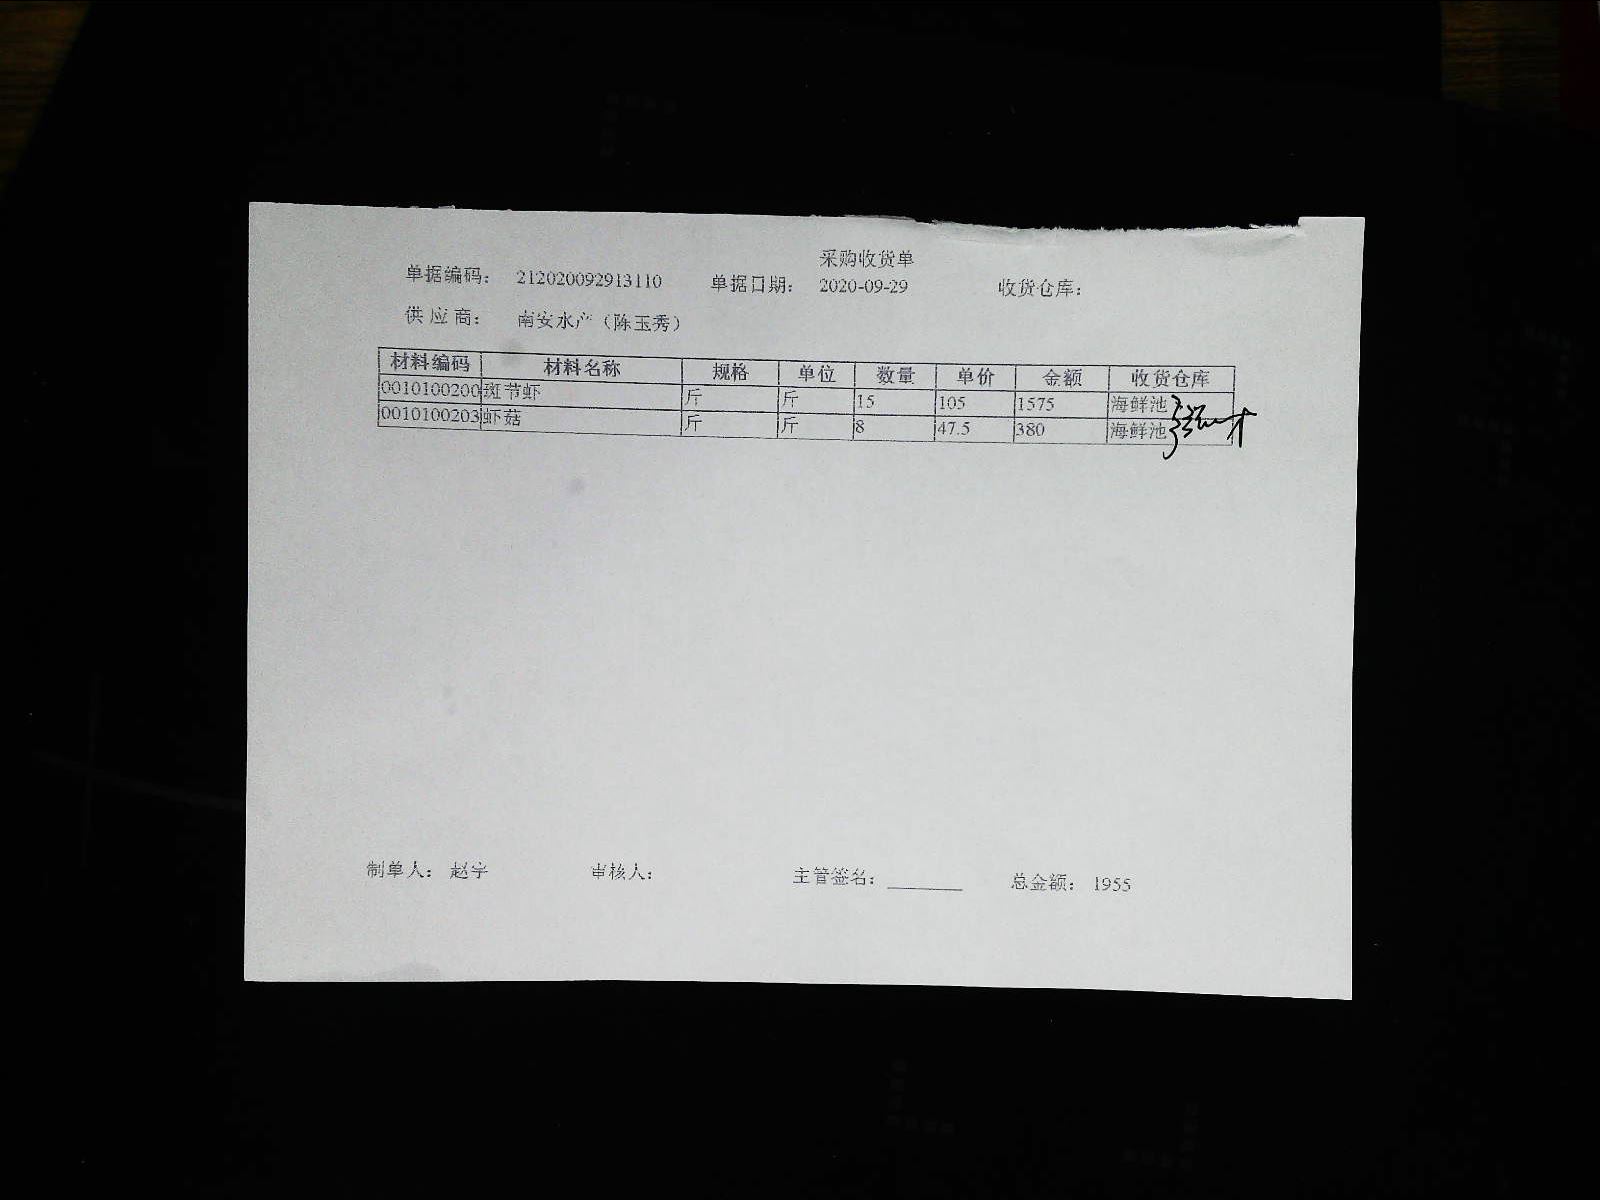 采购收货单
单据编码： 212020092913110 单据日期： 2020-09-29 收货仓库：
供应商： 南安水产（陈玉秀）
材料编码 材料名称 规格 单位 数量 单价 金额 收货仓库
0010100200 斑节虾 斤 斤 15 105 1575 海鲜池
0010100203 虾菇 斤 斤 8 47.5 380 海鲜池
制单人： 赵宇 审核人： 主管签名： 总金额： 1955